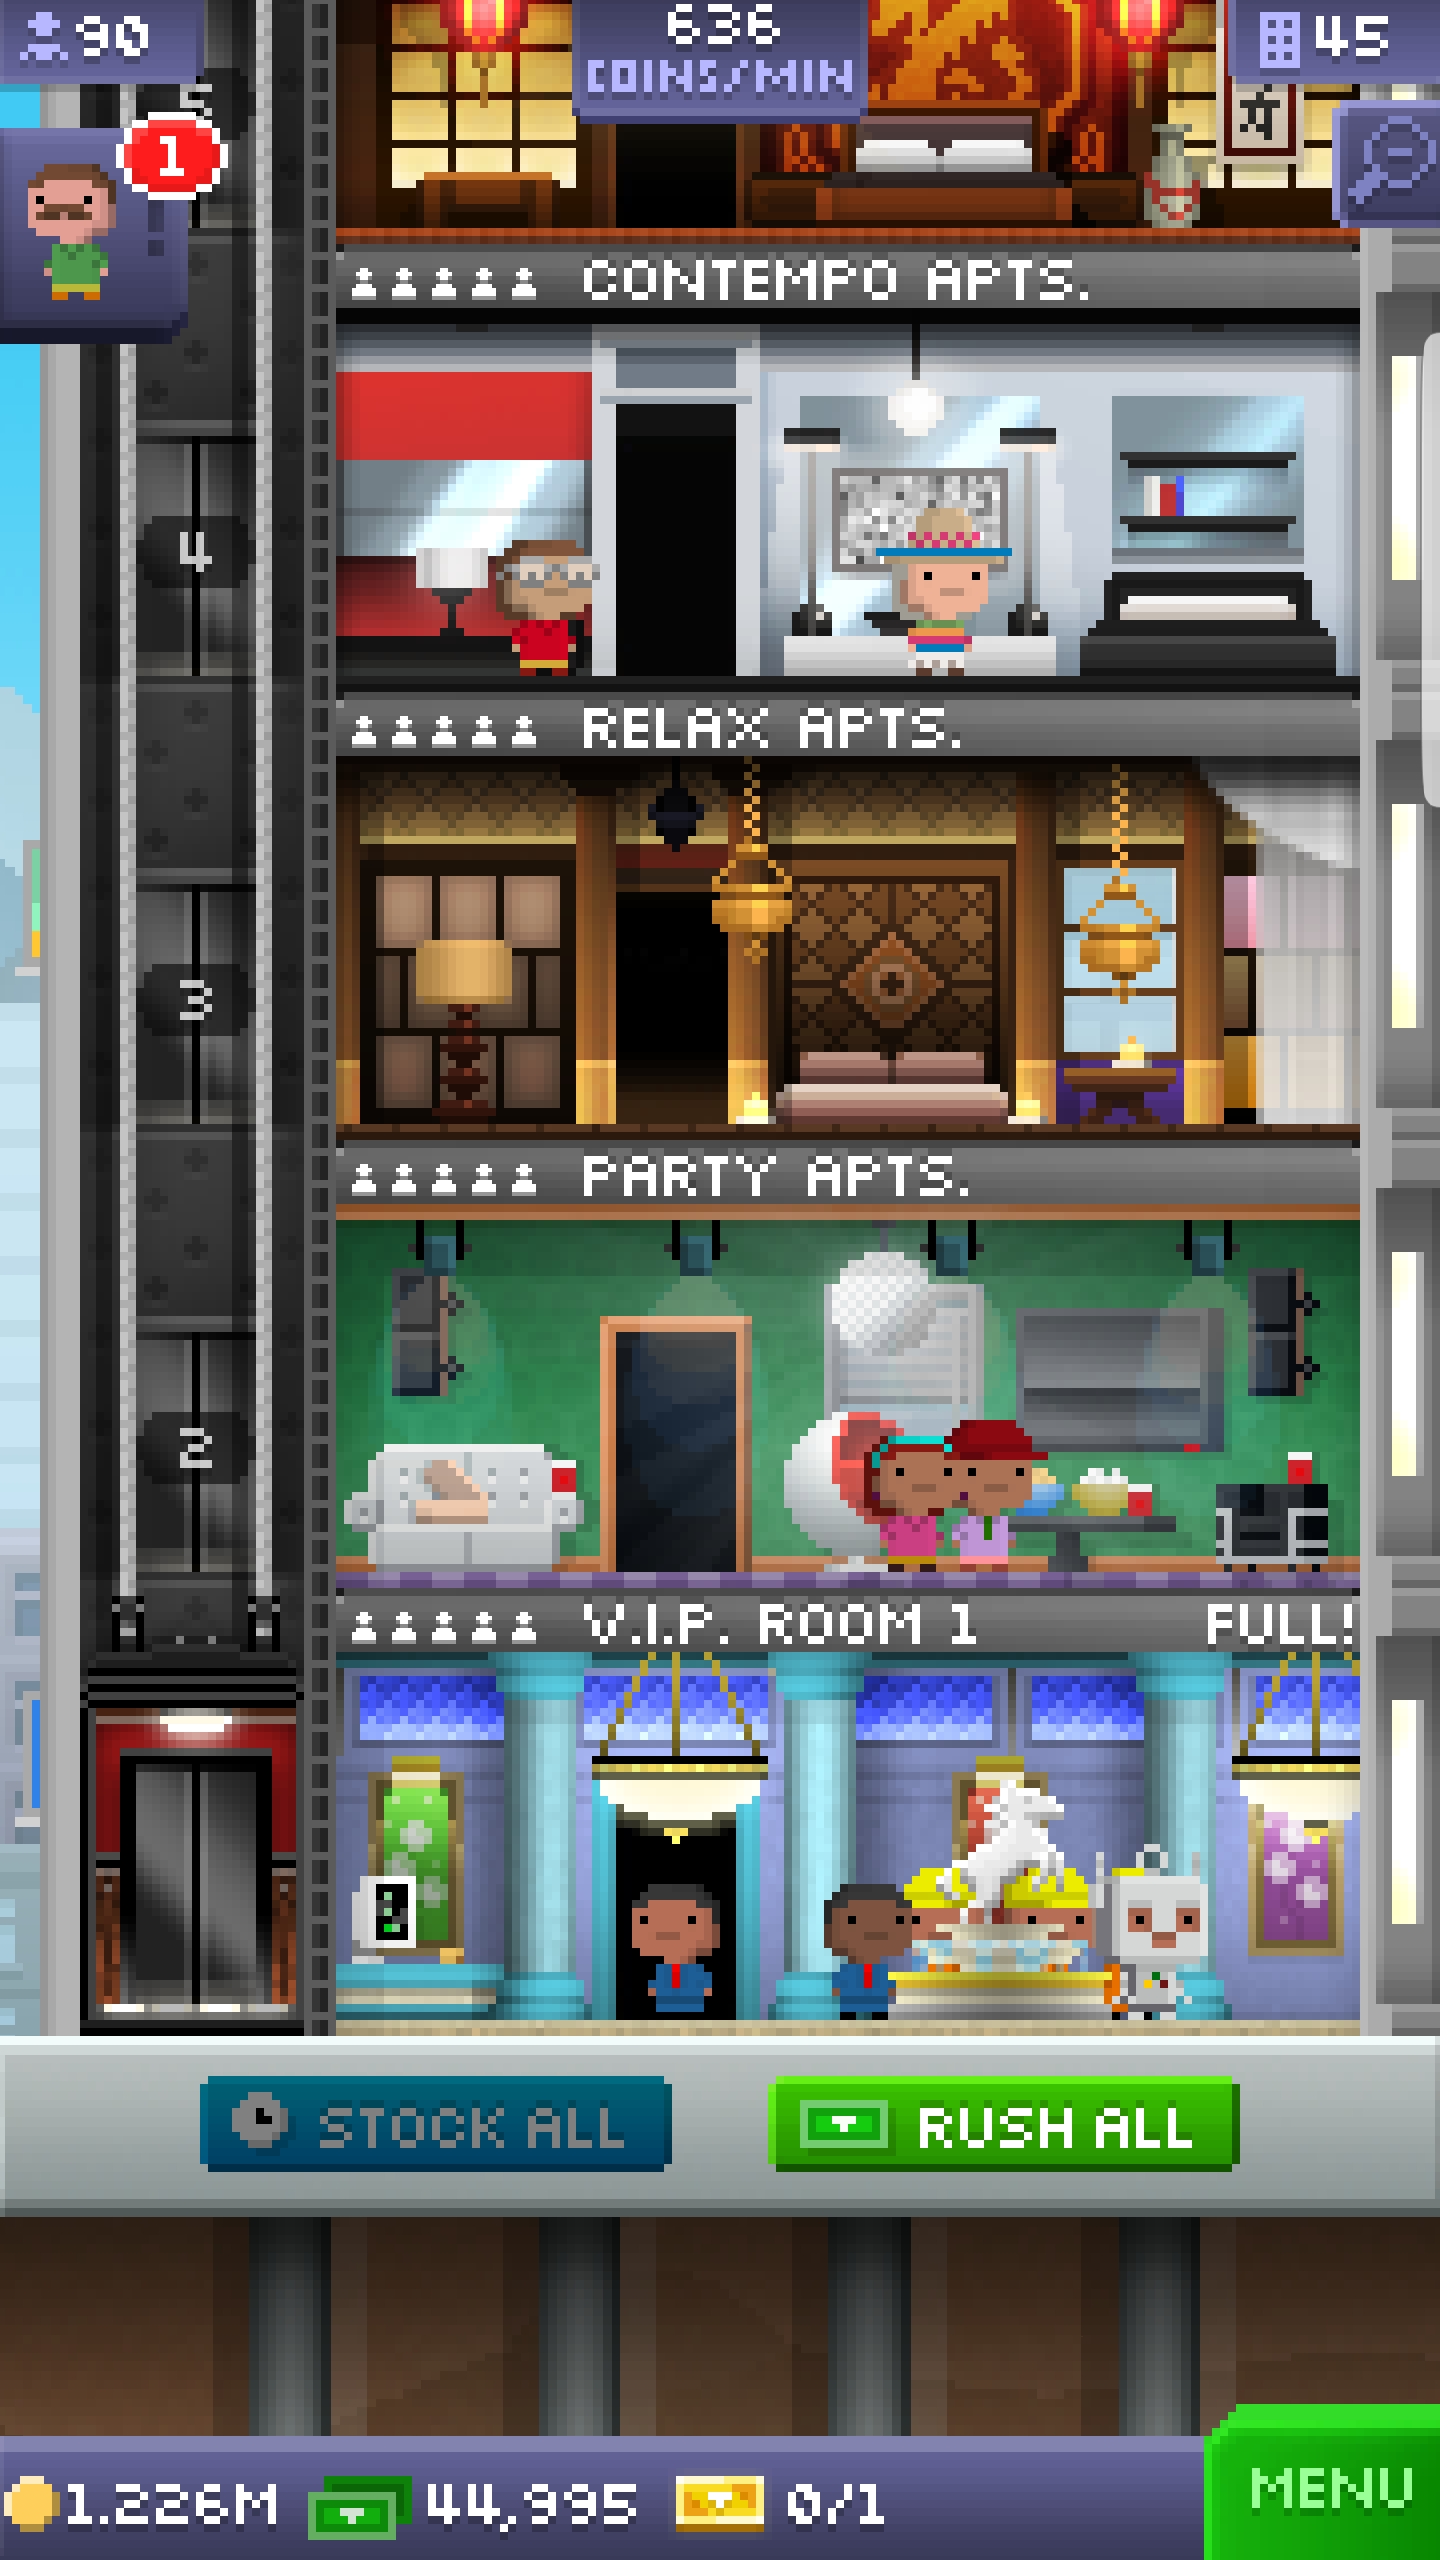 90
636
COINS/MIN
45
5
1
CONTEMPO APTS.
4
RELAX APTS.
3
PARTY APTS.
2
V.I.P. ROOM 1 FULL!
STOCK ALL
RUSH ALL
1.226M 44,995 0/1
MENU